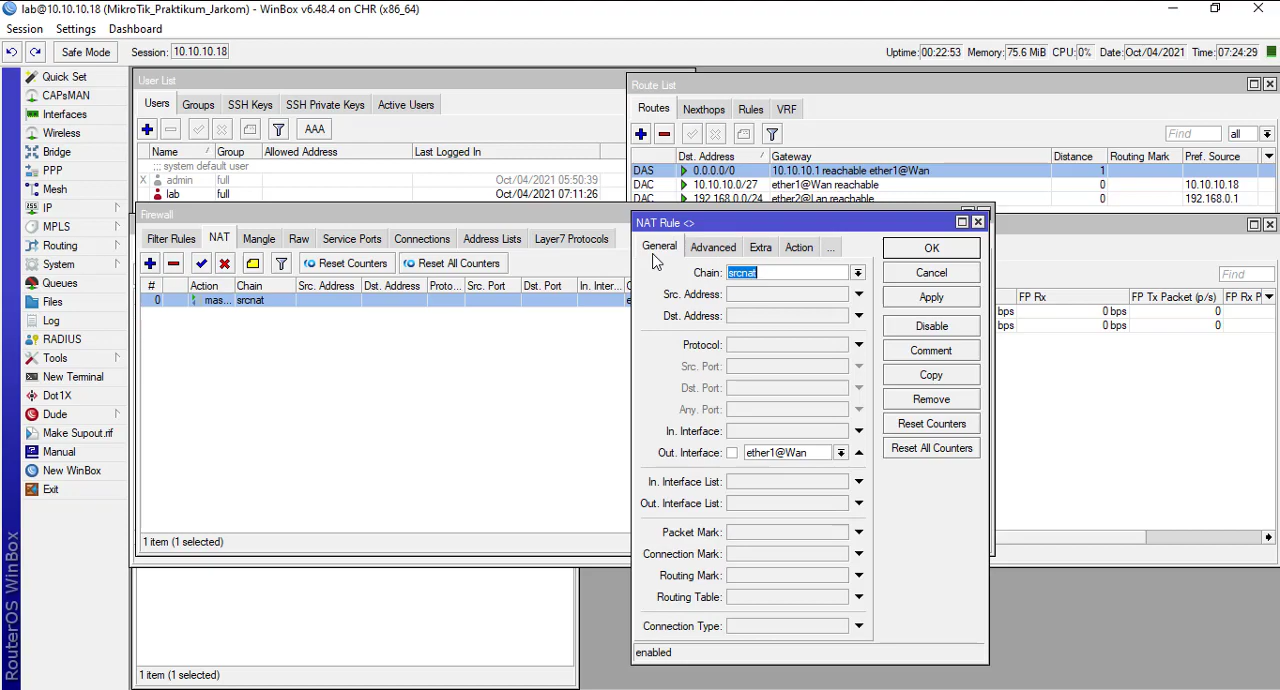 lab@10.10.10.18 (MikroTik_Praktikum_Jarkom) - WinBox v6.48.4 on CHR (x86_64)
Session Settings Dashboard
Safe Mode Session: 10.10.10.18 Uptime: 00:22:53 Memory: 75.6 MiB CPU: 0% Date: Oct/04/2021 Time: 07:24:29
Quick Set
CAPsMAN
Interfaces
Wireless
Bridge
PPP
Mesh
IP
MPLS
Routing
System
Queues
Files
Log
RADIUS
Tools
New Terminal
Dot1X
Dude
Make Supout.rif
Manual
New WinBox
Exit
RouterOS WinBox
User List
Users Groups SSH Keys SSH Private Keys Active Users
AAA
Name / Group Allowed Address Last Logged In
;;; system default user
X admin full Oct/04/2021 05:50:39
lab full Oct/04/2021 07:11:26
Route List
Routes Nexthops Rules VRF
Find all
Dst. Address / Gateway Distance Routing Mark Pref. Source
DAS 0.0.0.0/0 10.10.10.1 reachable ether1@Wan 1
DAC 10.10.10.0/27 ether1@Wan reachable 0 10.10.10.18
DAC 192.168.0.0/24 ether2@Lan reachable 0 192.168.0.1
Firewall
Filter Rules NAT Mangle Raw Service Ports Connections Address Lists Layer7 Protocols
Reset Counters Reset All Counters
# Action Chain Src. Address Dst. Address Proto... Src. Port Dst. Port In. Inter...
0 mas... srcnat
1 item (1 selected)
1 item (1 selected)
NAT Rule <>
General Advanced Extra Action ...
Chain: srcnat
Src. Address:
Dst. Address:
Protocol:
Src. Port:
Dst. Port:
Any. Port:
In. Interface:
Out. Interface: ether1@Wan
In. Interface List:
Out. Interface List:
Packet Mark:
Connection Mark:
Routing Mark:
Routing Table:
Connection Type:
enabled
OK
Cancel
Apply
Disable
Comment
Copy
Remove
Reset Counters
Reset All Counters
Find
FP Rx FP Tx Packet (p/s) FP Rx P
bps 0 bps 0
bps 0 bps 0